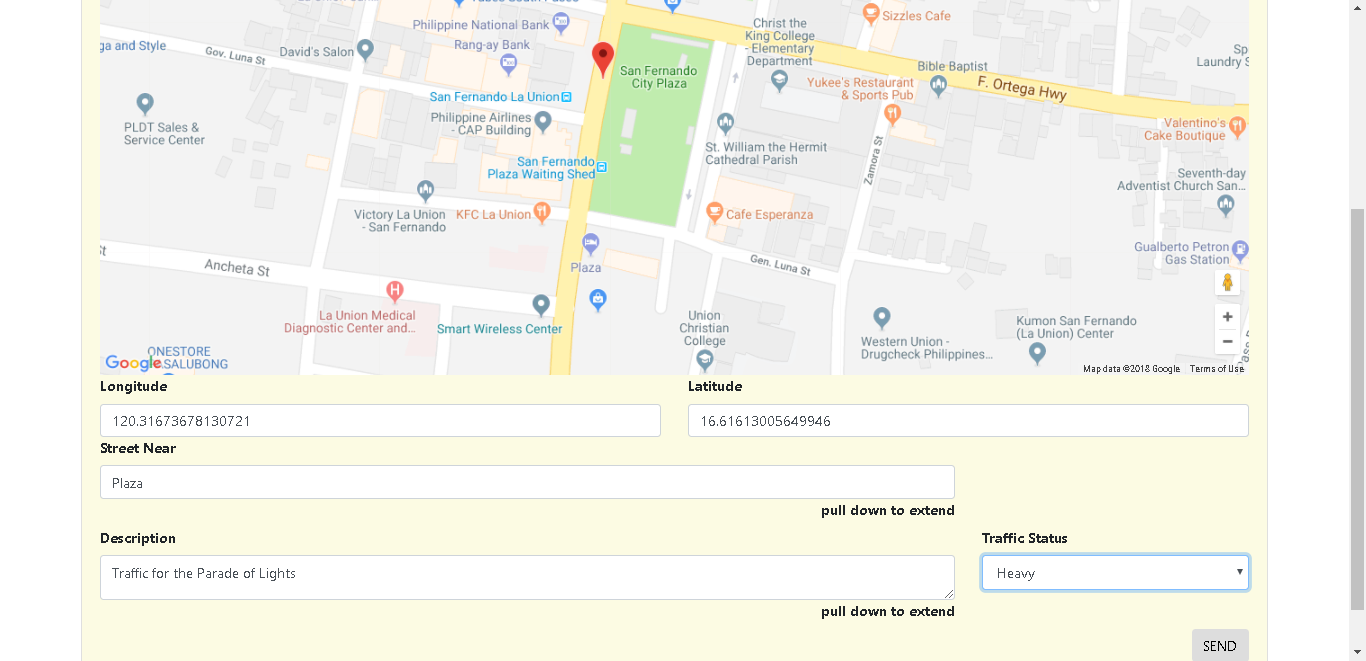 Philippine National Bank
Sizzles Cafe
Christ the
King College
- Elementary
Department
ga and Style
David's Salon
Rang-ay Bank
Gov. Luna St
San Fernando
City Plaza
Bible Baptist
Laundry S
Yukee's Restaurant
& Sports Pub
F. Ortega Hwy
San Fernando La Union
PLDT Sales &
Service Center
Philippine Airlines
- CAP Building
Valentino's
Cake Boutique
St. William the Hermit
Cathedral Parish
Zamora St
San Fernando
Plaza Waiting Shed
Seventh-day
Adventist Church San...
Victory La Union
- San Fernando
KFC La Union
Cafe Esperanza
Gualberto Petron
Gas Station
St
Ancheta St
Plaza
Gen. Luna St
H
La Union Medical
Diagnostic Center and...
Smart Wireless Center
Union
Christian
College
Western Union -
Drugcheck Philippines...
Kumon San Fernando
(La Union) Center
+
−
ONESTORE
Google
ASALUBONG
Map data ©2018 Google Terms of Use
Longitude Latitude
120.31673678130721 16.61613005649946
Street Near
Plaza
pull down to extend
Description Traffic Status
Traffic for the Parade of Lights Heavy
pull down to extend
SEND